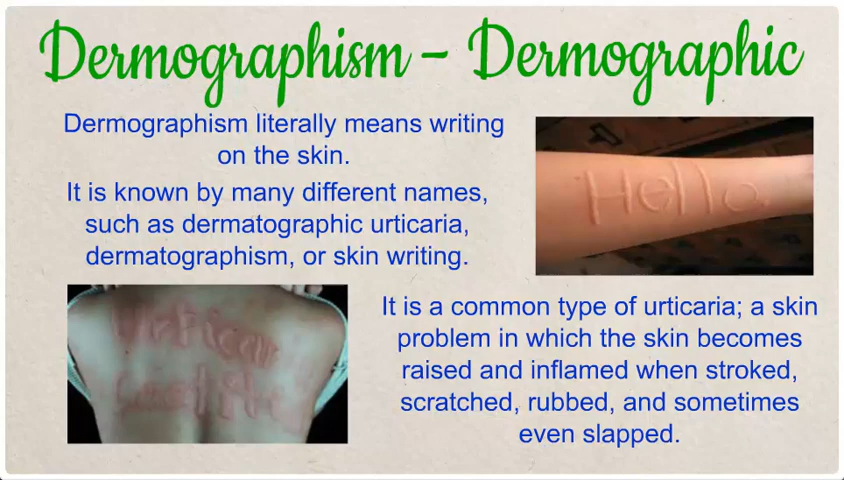 Dermographism – Dermographic
Dermographism literally means writing
on the skin.
It is known by many different names,
such as dermatographic urticaria,
dermatographism, or skin writing.
Hello
It is a common type of urticaria; a skin
problem in which the skin becomes
raised and inflamed when stroked,
scratched, rubbed, and sometimes
even slapped.